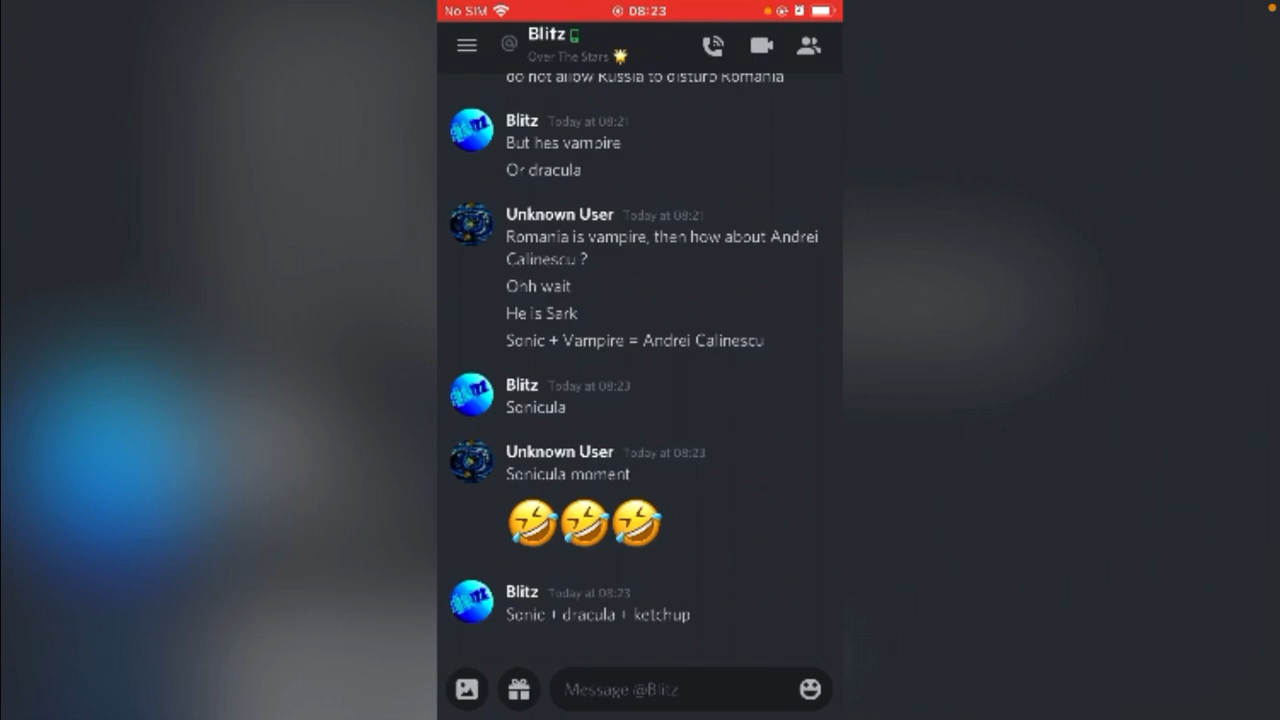 No SIM 08:23
Blitz
Over The Stars
do not allow Russia to disturb Romania
Blitz Today at 08:21
But hes vampire
Or dracula
Unknown User Today at 08:21
Romania is vampire, then how about Andrei
Calinescu ?
Ohh wait
He is Sark
Sonic + Vampire = Andrei Calinescu
Blitz Today at 08:23
Sonicula
Unknown User Today at 08:23
Sonicula moment
🤣🤣🤣
Blitz Today at 08:23
Sonic + dracula + ketchup
Message @Blitz